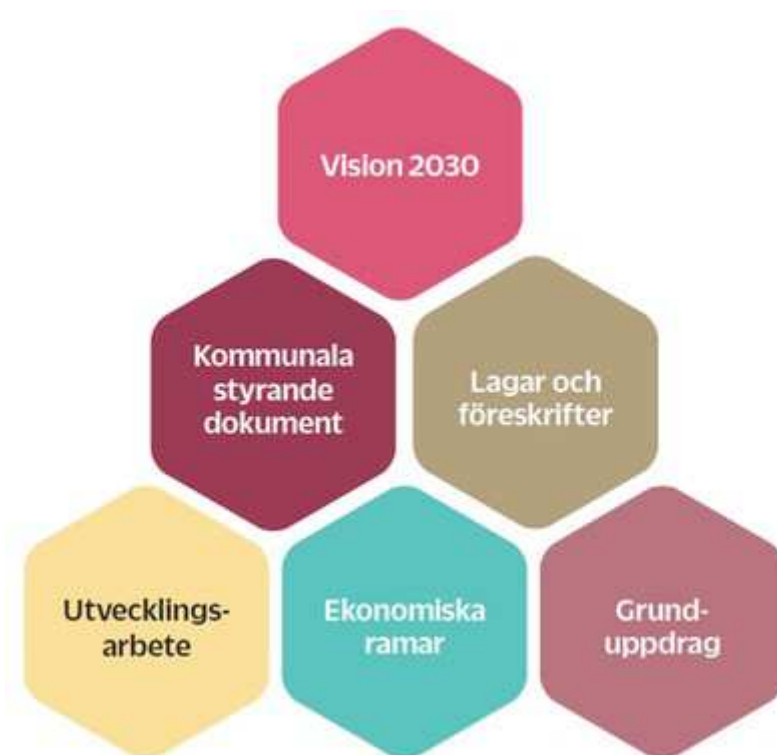 Vision 2030
Kommunala
styrande
dokument
Lagar och
föreskrifter
Utvecklings-
arbete
Ekonomiska
ramar
Grund-
uppdrag